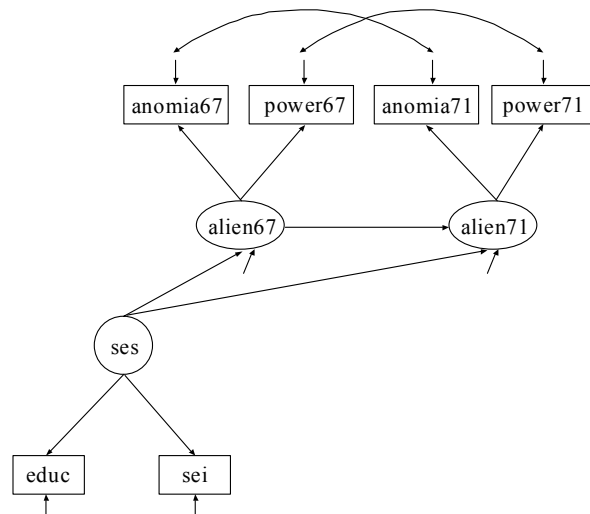 anomia67 power67 anomia71 power71
alien67 alien71
ses
educ sei